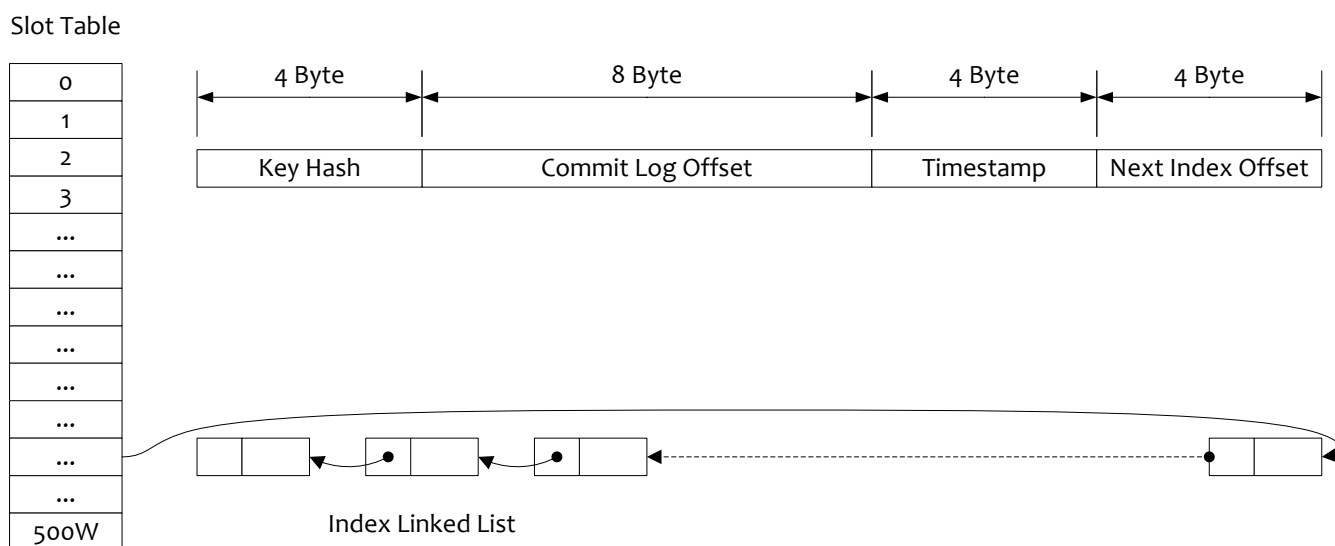 Slot Table
0
1
2
3
...
...
...
...
...
...
...
...
500W
4 Byte
8 Byte
4 Byte
4 Byte
Key Hash
Commit Log Offset
Timestamp
Next Index Offset
Index Linked List